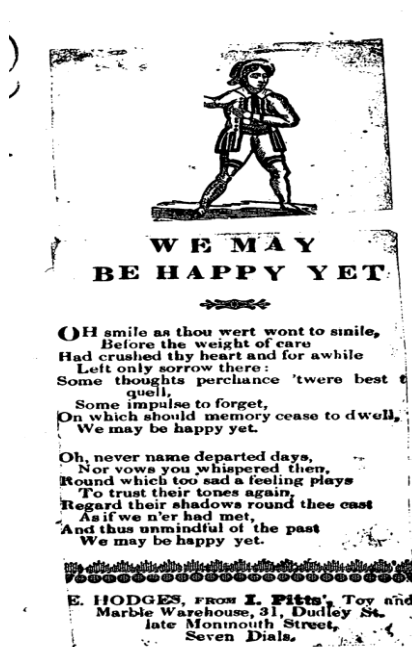 WE MAY
BE HAPPY YET
OH smile as thou wert wont to smile,
Before the weight of care
Had crushed thy heart and for awhile
Left only sorrow there:
Some thoughts perchance 'twere best t
quell,
Some impulse to forget,
On which should memory cease to dwell,
We may be happy yet.
Oh, never name departed days,
Nor vows you whispered then,
Round which too sad a feeling plays
To trust their tones again,
Regard their shadows round thee cast
As if we n'er had met,
And thus unmindful of the past
We may be happy yet.
E. HODGES, FROM I. Pitts', Toy and
Marble Warehouse, 31, Dudley St,
late Monmouth Street,
Seven Dials.